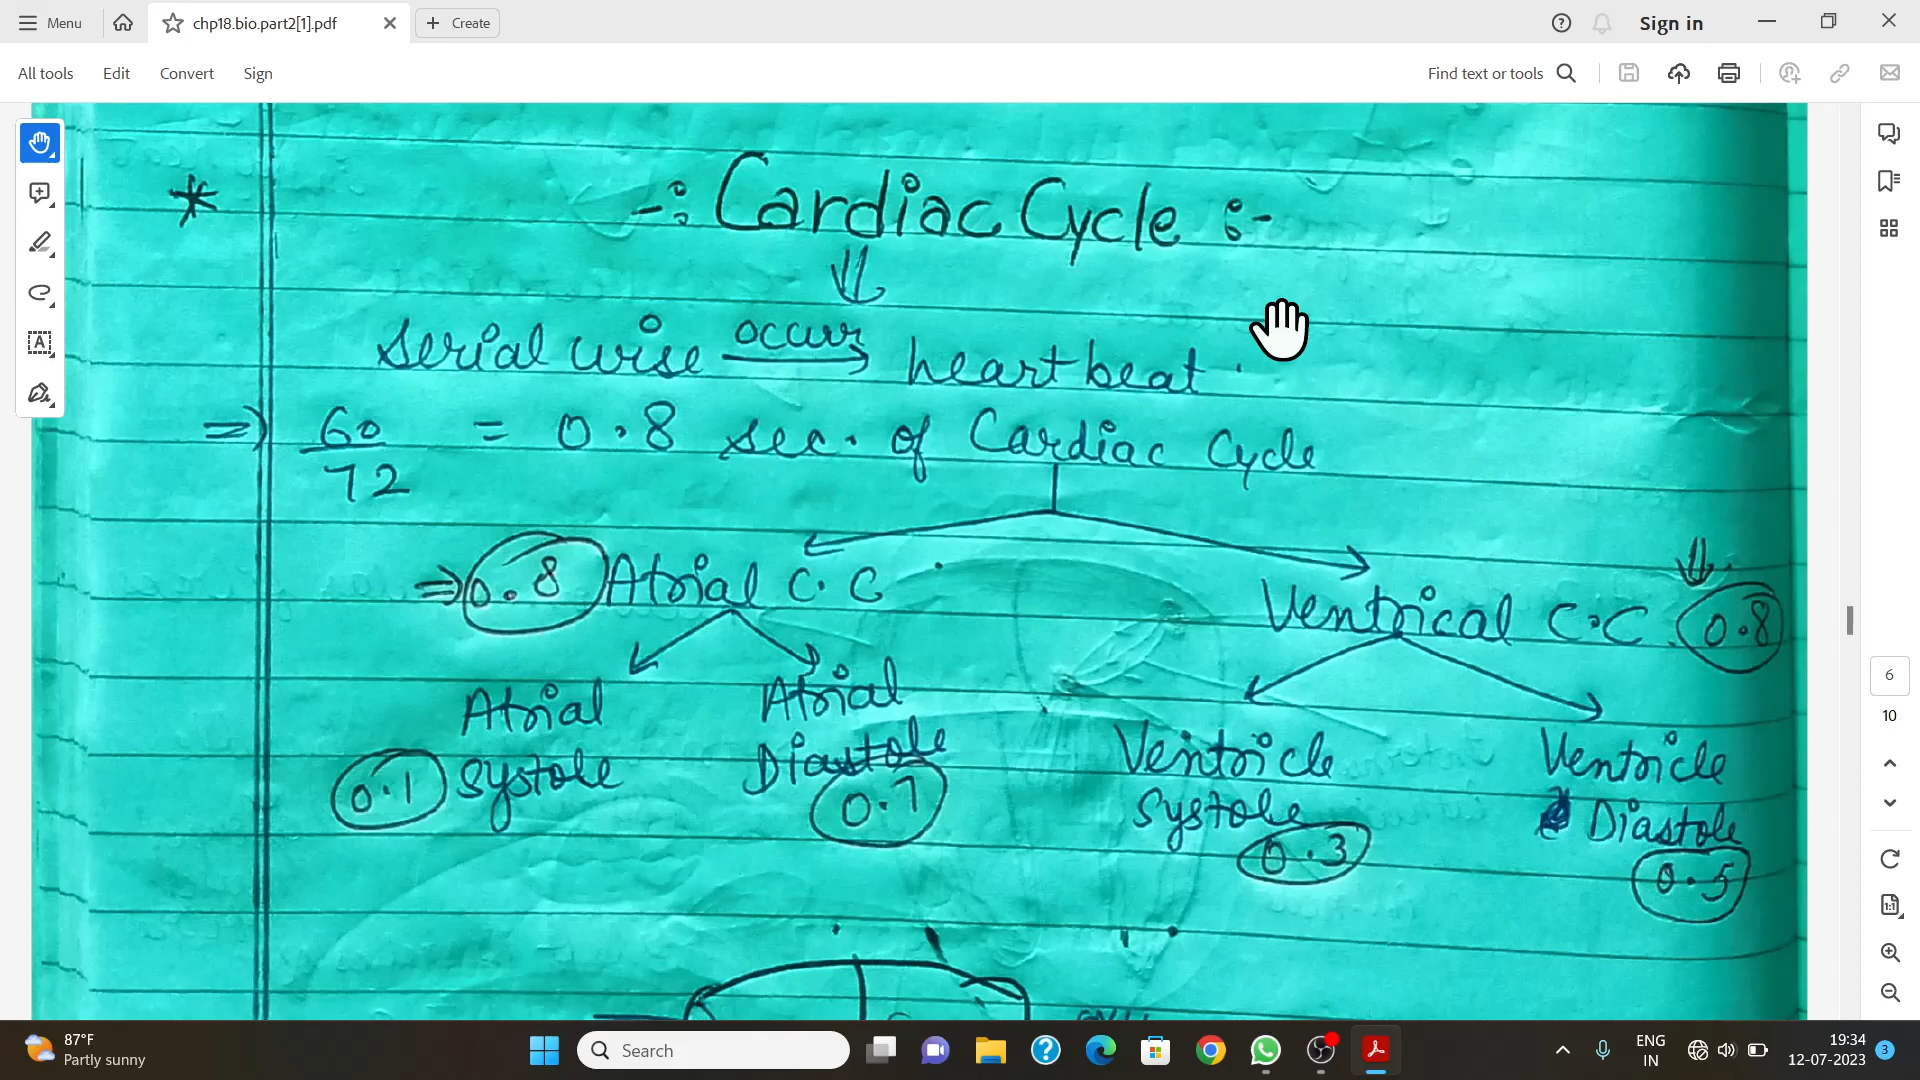 Menu
chp18.bio.part2[1].pdf
Create
Sign in
All tools Edit Convert Sign
Find text or tools
* -: Cardiac Cycle :-
Serial wise occur heart beat.
⇒ 60/72 = 0.8 sec. of Cardiac Cycle
⇒ 0.8 Atrial C.C
Ventrical C.C. 0.8
Atrial systole 0.1
Atrial Diastole 0.7
Ventricle systole 0.3
Ventricle Diastole 0.5
6
10
87°F
Partly sunny
Search
ENG
IN
19:34
12-07-2023
3